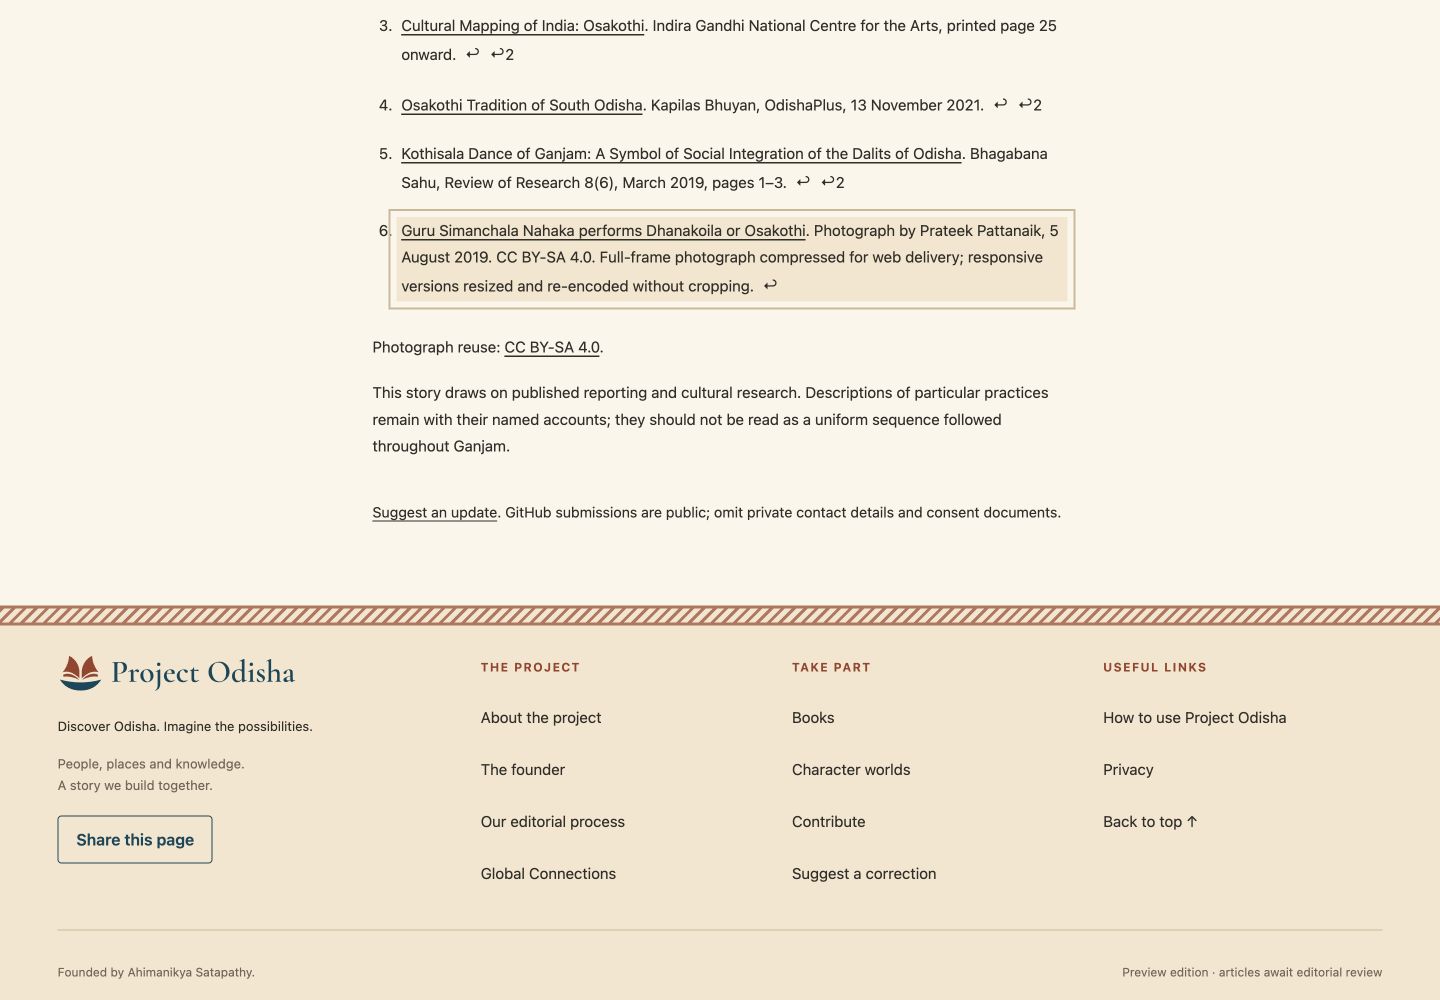 3. Cultural Mapping of India: Osakothi. Indira Gandhi National Centre for the Arts, printed page 25
onward. ↩ ↩2
4. Osakothi Tradition of South Odisha. Kapilas Bhuyan, OdishaPlus, 13 November 2021. ↩ ↩2
5. Kothisala Dance of Ganjam: A Symbol of Social Integration of the Dalits of Odisha. Bhagabana
Sahu, Review of Research 8(6), March 2019, pages 1–3. ↩ ↩2
6. Guru Simanchala Nahaka performs Dhanakoila or Osakothi. Photograph by Prateek Pattanaik, 5
August 2019. CC BY-SA 4.0. Full-frame photograph compressed for web delivery; responsive
versions resized and re-encoded without cropping. ↩
Photograph reuse: CC BY-SA 4.0.
This story draws on published reporting and cultural research. Descriptions of particular practices
remain with their named accounts; they should not be read as a uniform sequence followed
throughout Ganjam.
Suggest an update. GitHub submissions are public; omit private contact details and consent documents.
Project Odisha
Discover Odisha. Imagine the possibilities.
People, places and knowledge.
A story we build together.
Share this page
THE PROJECT
About the project
The founder
Our editorial process
Global Connections
TAKE PART
Books
Character worlds
Contribute
Suggest a correction
USEFUL LINKS
How to use Project Odisha
Privacy
Back to top ↑
Founded by Ahimanikya Satapathy.
Preview edition · articles await editorial review